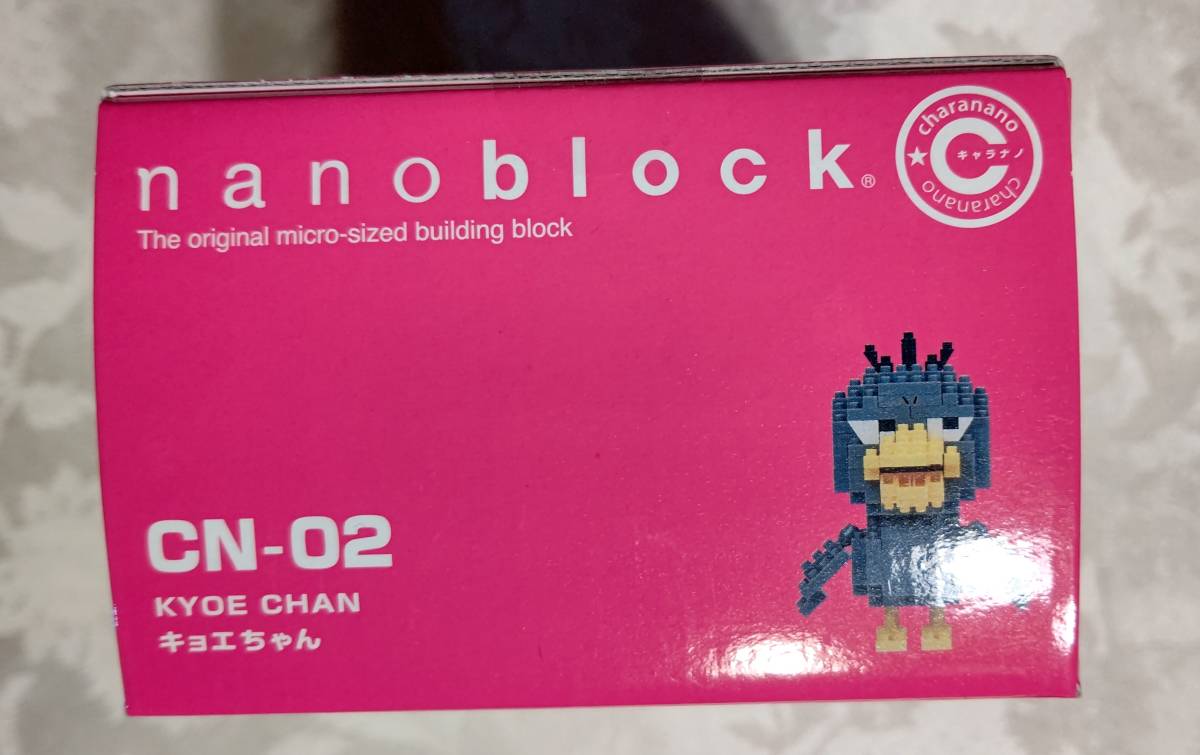 nanoblock®
The original micro-sized building block
charanano
キャラナノ
charanano
CN-02
KYOE CHAN
キョエちゃん